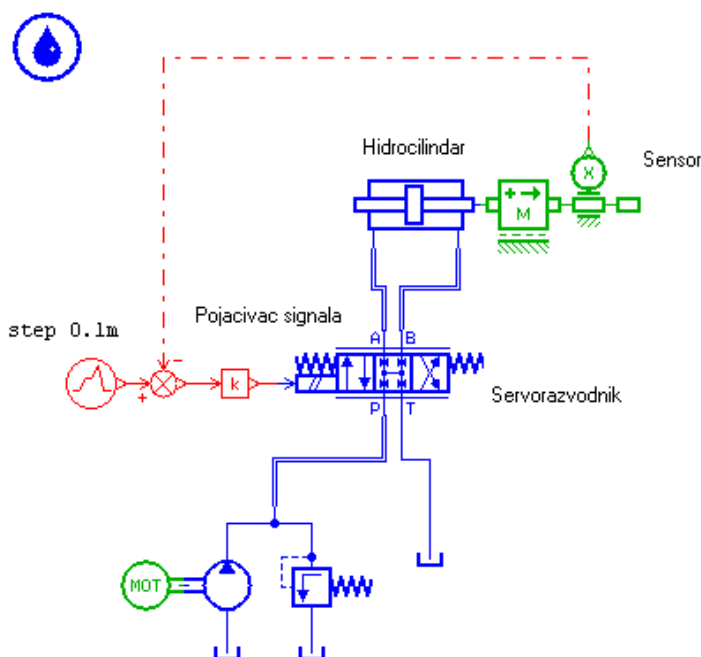 Hidrocilindar
X
Sensor
M
Pojacivac signala
step 0.1m
A B
k
P T
Servorazvodnik
MOT